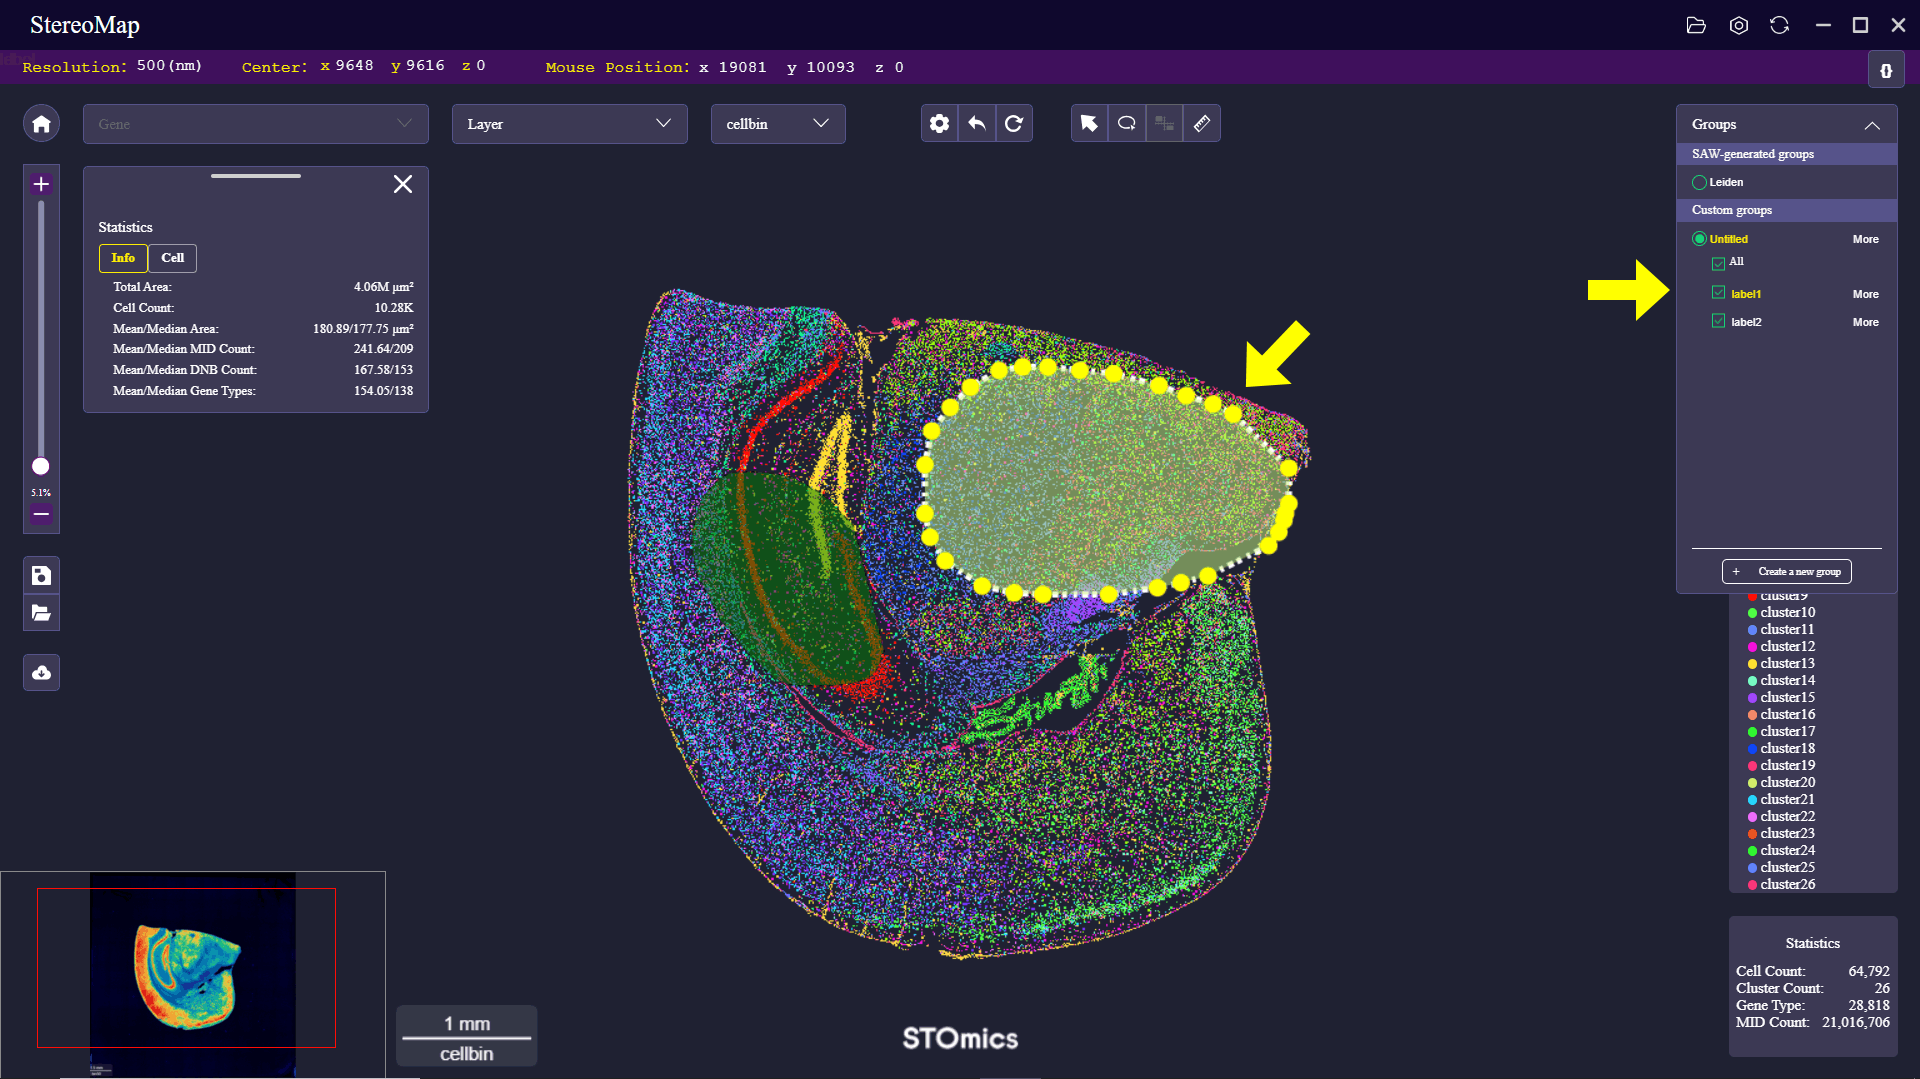 StereoMap
Resolution: 500(nm) Center: x 9648 y 9616 z 0 Mouse Position: x 19081 y 10093 z 0
Gene
Layer
cellbin
5.1%
Statistics
Info Cell
Total Area: 4.06M μm²
Cell Count: 10.28K
Mean/Median Area: 180.89/177.75 μm²
Mean/Median MID Count: 241.64/209
Mean/Median DNB Count: 167.58/153
Mean/Median Gene Types: 154.05/138
Groups
SAW-generated groups
Leiden
Custom groups
Untitled More
All
label1 More
label2 More
+ Create a new group
cluster9
cluster10
cluster11
cluster12
cluster13
cluster14
cluster15
cluster16
cluster17
cluster18
cluster19
cluster20
cluster21
cluster22
cluster23
cluster24
cluster25
cluster26
Statistics
Cell Count: 64,792
Cluster Count: 26
Gene Type: 28,818
MID Count: 21,016,706
1 mm
cellbin
STOmics